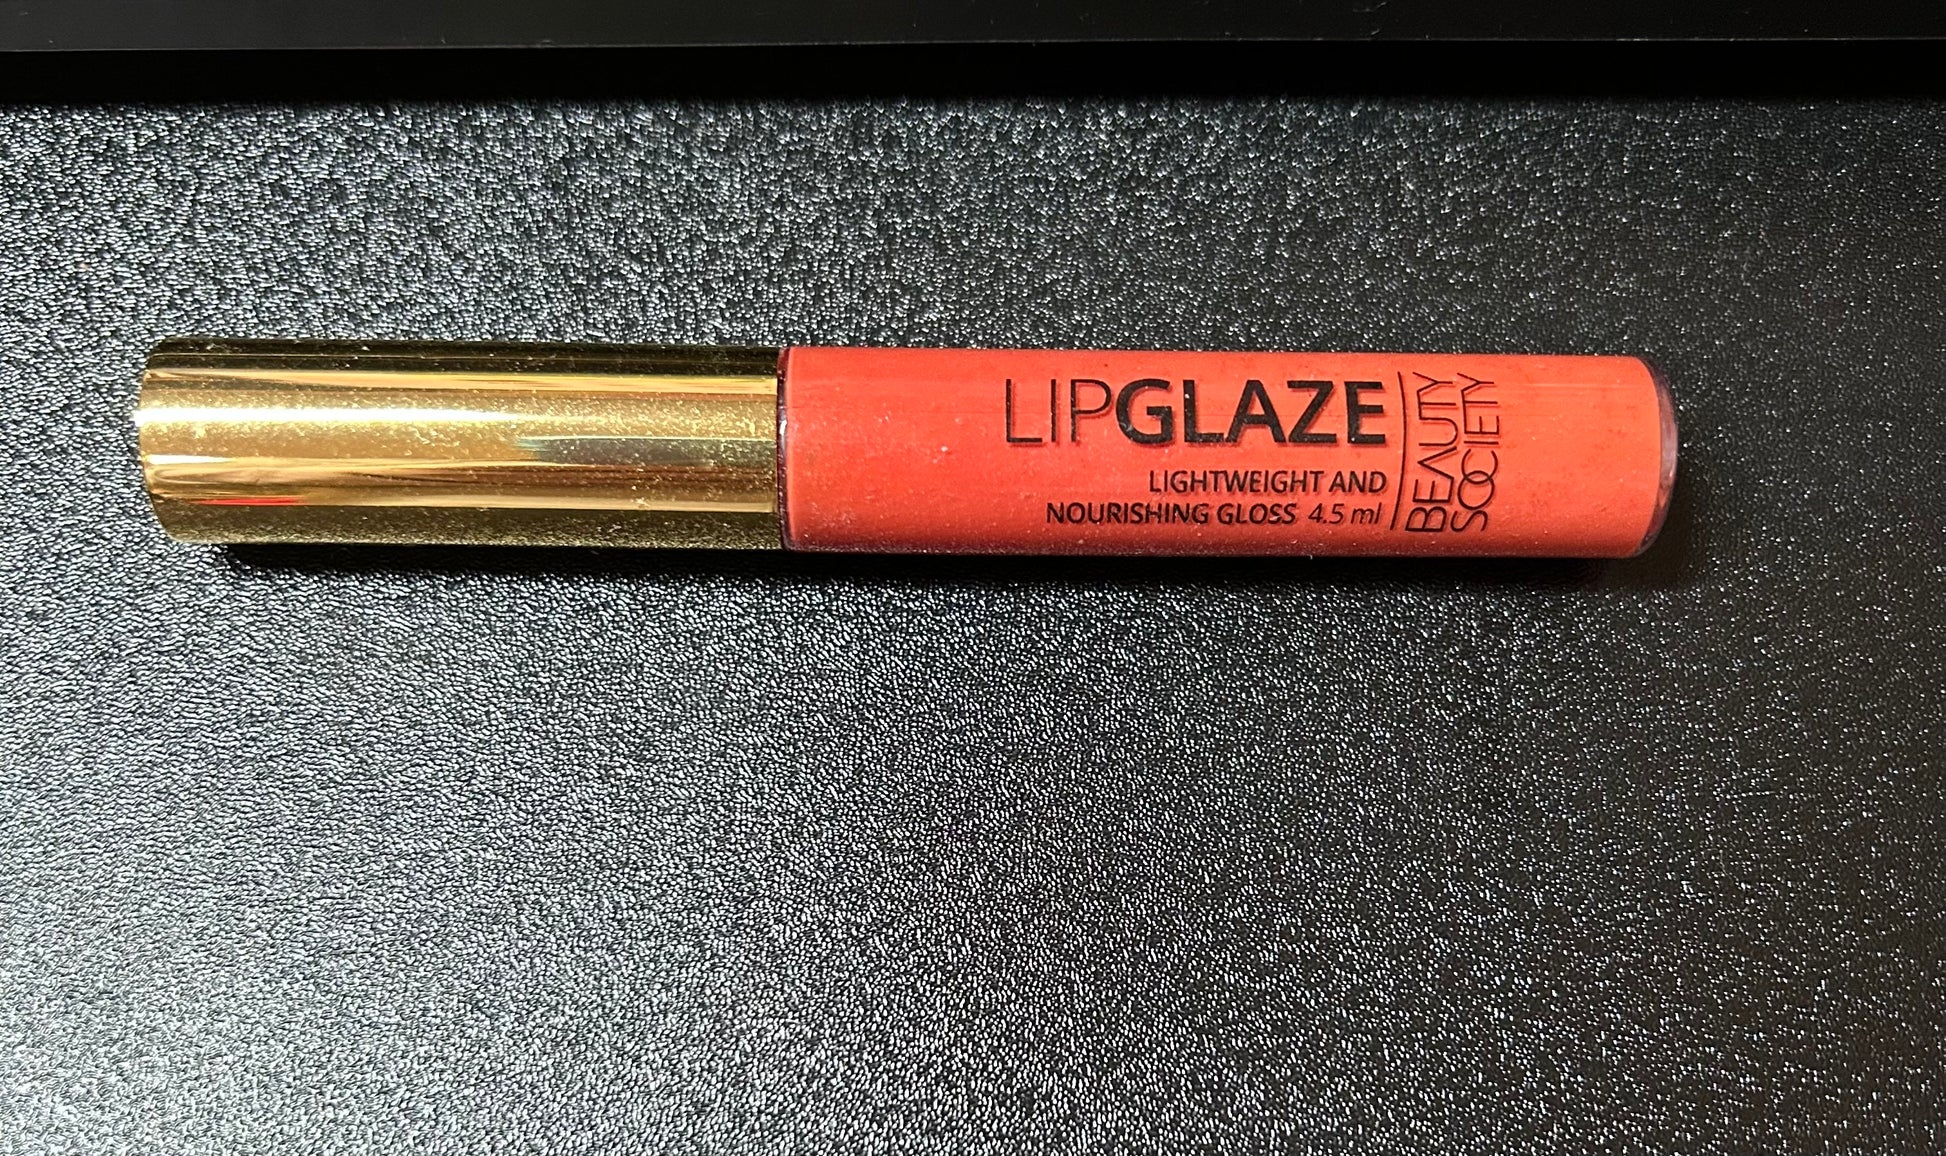 LIPGLAZE
LIGHTWEIGHT AND
NOURISHING GLOSS 4.5 ml
BEAUTY
SOCIETY